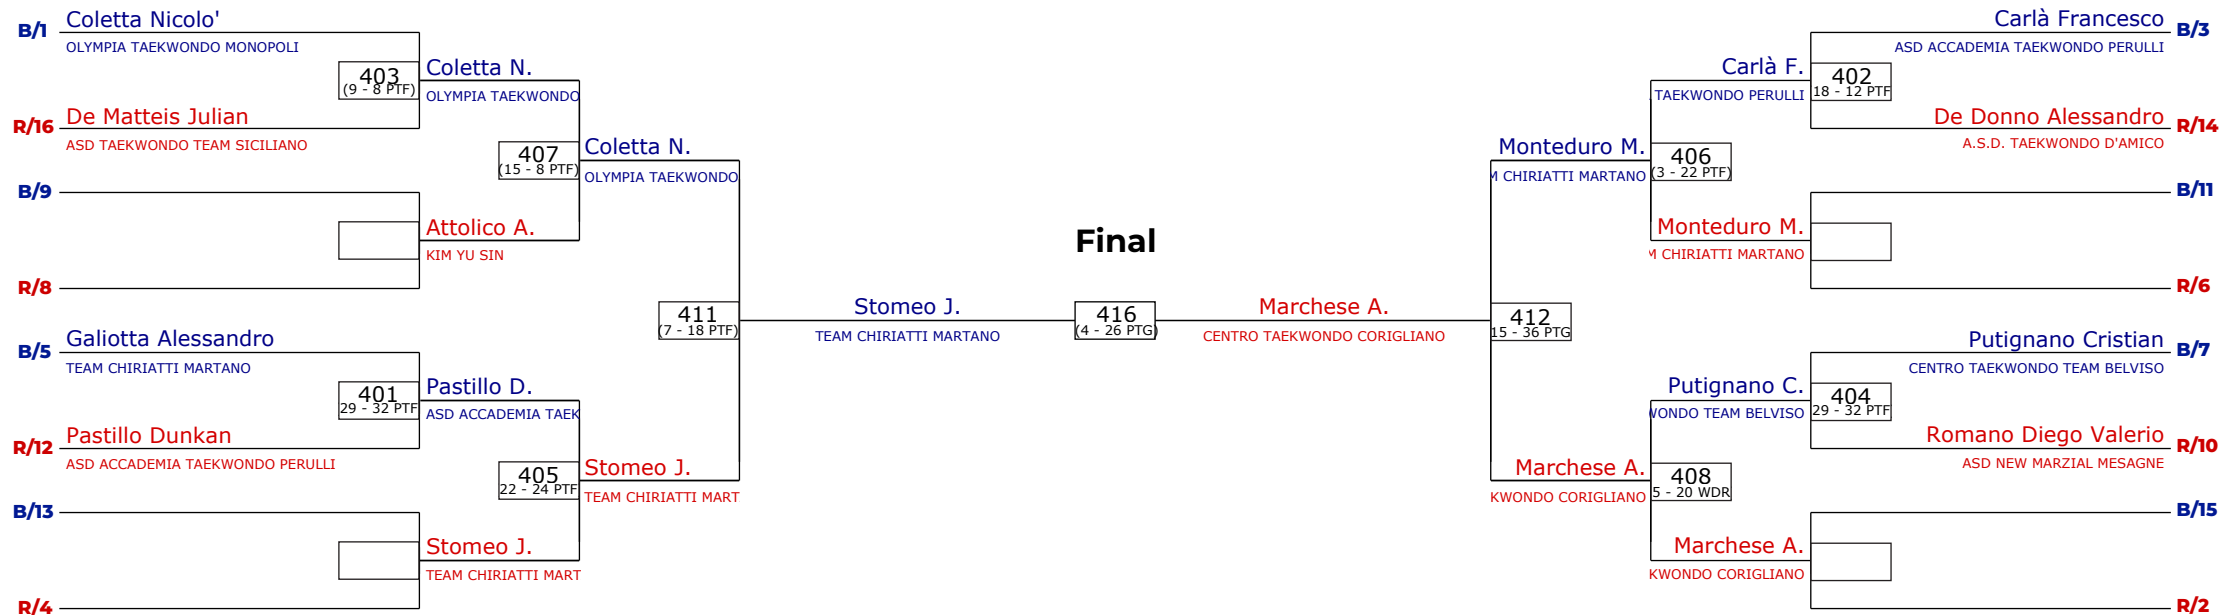 B/1
Coletta Nicolo'
OLYMPIA TAEKWONDO MONOPOLI
403
(9 - 8 PTF)
Coletta N.
OLYMPIA TAEKWONDO
R/16
De Matteis Julian
ASD TAEKWONDO TEAM SICILIANO
407
(15 - 8 PTF)
Coletta N.
OLYMPIA TAEKWONDO
B/9
Attolico A.
KIM YU SIN
R/8
411
(7 - 18 PTF)
B/5
Galiotta Alessandro
TEAM CHIRIATTI MARTANO
401
29 - 32 PTF
Pastillo D.
ASD ACCADEMIA TAEK
R/12
Pastillo Dunkan
ASD ACCADEMIA TAEKWONDO PERULLI
405
22 - 24 PTF
Stomeo J.
TEAM CHIRIATTI MART
B/13
Stomeo J.
TEAM CHIRIATTI MART
R/4
Final
Stomeo J.
TEAM CHIRIATTI MARTANO
416
(4 - 26 PTG)
Marchese A.
CENTRO TAEKWONDO CORIGLIANO
Carlà Francesco
B/3
ASD ACCADEMIA TAEKWONDO PERULLI
Carlà F.
TAEKWONDO PERULLI
402
18 - 12 PTF
De Donno Alessandro
R/14
A.S.D. TAEKWONDO D'AMICO
Monteduro M.
M CHIRIATTI MARTANO
406
(3 - 22 PTF)
B/11
Monteduro M.
M CHIRIATTI MARTANO
R/6
412
15 - 36 PTG
Putignano Cristian
B/7
CENTRO TAEKWONDO TEAM BELVISO
Putignano C.
WONDO TEAM BELVISO
404
29 - 32 PTF
Romano Diego Valerio
R/10
ASD NEW MARZIAL MESAGNE
Marchese A.
KWONDO CORIGLIANO
408
5 - 20 WDR
B/15
Marchese A.
KWONDO CORIGLIANO
R/2